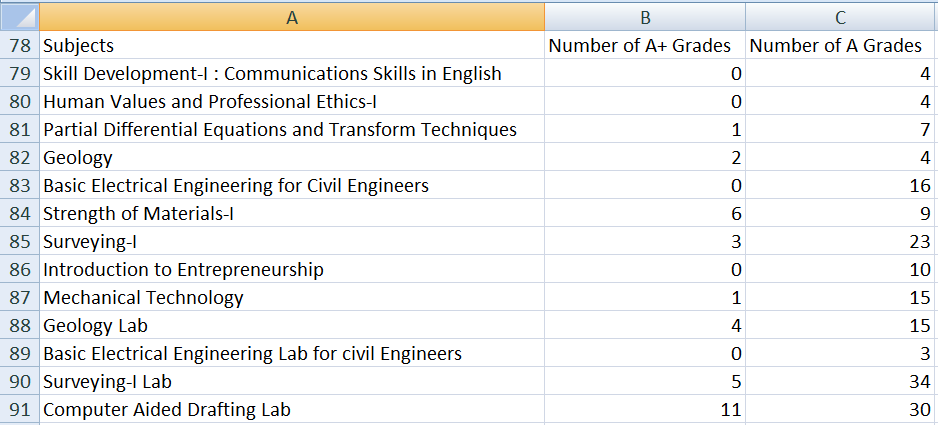 A B C
78 Subjects Number of A+ Grades Number of A Grades
79 Skill Development-I : Communications Skills in English 0 4
80 Human Values and Professional Ethics-I 0 4
81 Partial Differential Equations and Transform Techniques 1 7
82 Geology 2 4
83 Basic Electrical Engineering for Civil Engineers 0 16
84 Strength of Materials-I 6 9
85 Surveying-I 3 23
86 Introduction to Entrepreneurship 0 10
87 Mechanical Technology 1 15
88 Geology Lab 4 15
89 Basic Electrical Engineering Lab for civil Engineers 0 3
90 Surveying-I Lab 5 34
91 Computer Aided Drafting Lab 11 30